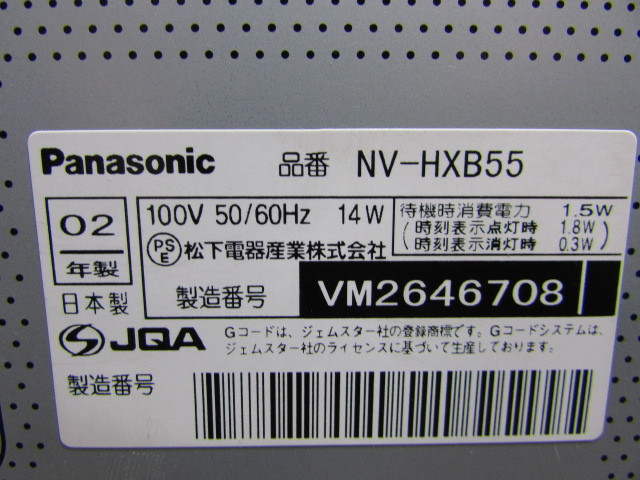 Panasonic 品番 NV-HXB55
02
年製
日本製
100V 50/60Hz 14W
待機時消費電力 1.5W
(時刻表示点灯時 1.8W
時刻表示消灯時 0.3W)
PS
E
松下電器産業株式会社
製造番号 VM2646708
JQA
Gコードは、ジェムスター社の登録商標です。Gコードシステムは、
ジェムスター社のライセンスに基づいて生産しております。
製造番号